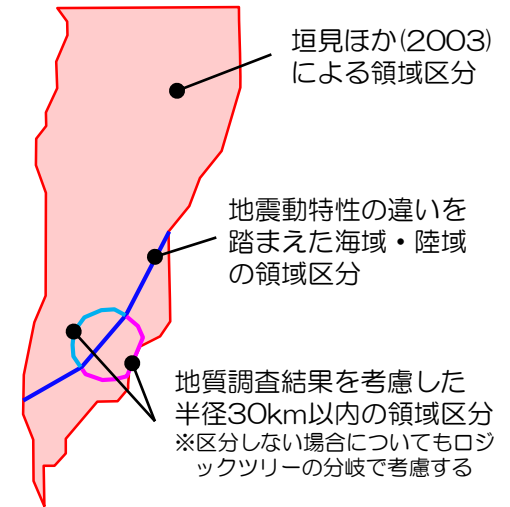 垣見ほか(2003)
による領域区分
地震動特性の違いを
踏まえた海域・陸域
の領域区分
地質調査結果を考慮した
半径30km以内の領域区分
※区分しない場合についてもロジ
ックツリーの分岐で考慮する